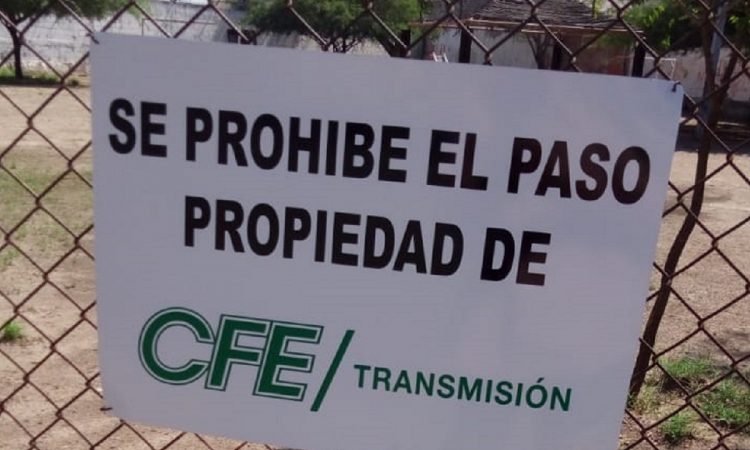 SE PROHIBE EL PASO
PROPIEDAD DE
CFE/TRANSMISIÓN